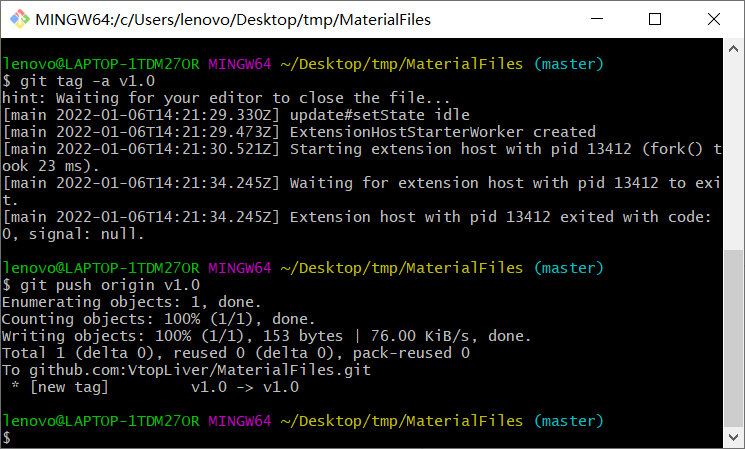 MINGW64:/c/Users/lenovo/Desktop/tmp/MaterialFiles
lenovo@LAPTOP-1TDM27OR MINGW64 ~/Desktop/tmp/MaterialFiles (master)
$ git tag -a v1.0
hint: Waiting for your editor to close the file...
[main 2022-01-06T14:21:29.330Z] update#setState idle
[main 2022-01-06T14:21:29.473Z] ExtensionHostStarterWorker created
[main 2022-01-06T14:21:30.521Z] Starting extension host with pid 13412 (fork() t
ook 23 ms).
[main 2022-01-06T14:21:34.245Z] Waiting for extension host with pid 13412 to exi
t.
[main 2022-01-06T14:21:34.245Z] Extension host with pid 13412 exited with code:
0, signal: null.
lenovo@LAPTOP-1TDM27OR MINGW64 ~/Desktop/tmp/MaterialFiles (master)
$ git push origin v1.0
Enumerating objects: 1, done.
Counting objects: 100% (1/1), done.
Writing objects: 100% (1/1), 153 bytes | 76.00 KiB/s, done.
Total 1 (delta 0), reused 0 (delta 0), pack-reused 0
To github.com:VtopLiver/MaterialFiles.git
 * [new tag]         v1.0 -> v1.0
lenovo@LAPTOP-1TDM27OR MINGW64 ~/Desktop/tmp/MaterialFiles (master)
$